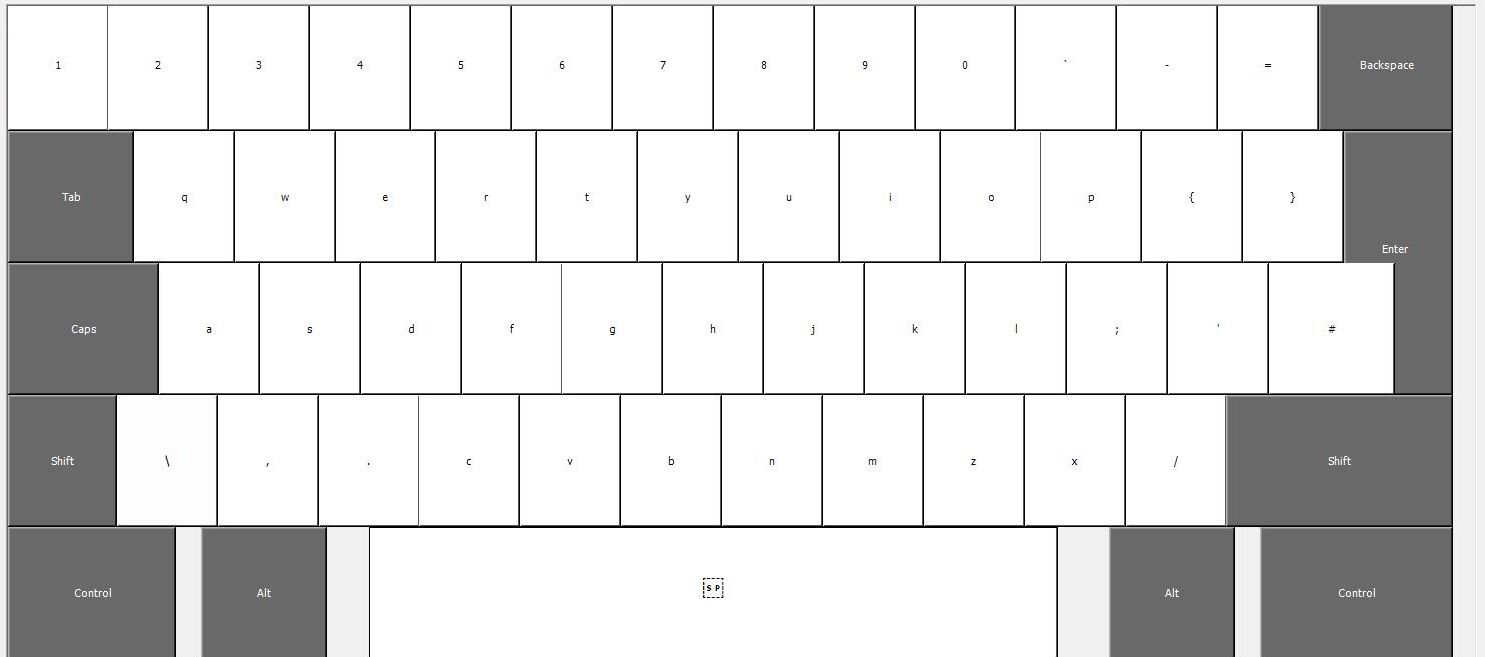 1 2 3 4 5 6 7 8 9 0 ` - = Backspace
Tab q w e r t y u i o p { } Enter
Caps a s d f g h j k l ; ' #
Shift \ , . c v b n m z x / Shift
Control Alt SP Alt Control